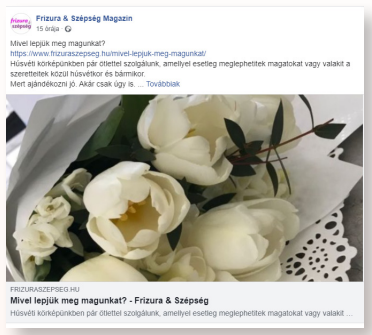 frizura
szépség
Frizura & Szépség Magazin
15 órája ·
Mivel lepjük meg magunkat?
https://www.frizuraszepseg.hu/mivel-lepjuk-meg-magunkat/
Húsvéti körképünkben pár ötlettel szolgálunk, amellyel esetleg meglephetitek magatokat vagy valakit a
szeretteitek közül húsvétkor és bármikor.
Mert ajándékozni jó. Akár csak úgy is. ... Továbbiak
FRIZURASZEPSEG.HU
Mivel lepjük meg magunkat? - Frizura & Szépség
Húsvéti körképünkben pár ötlettel szolgálunk, amellyel esetleg meglephetitek magatokat vagy valakit ...